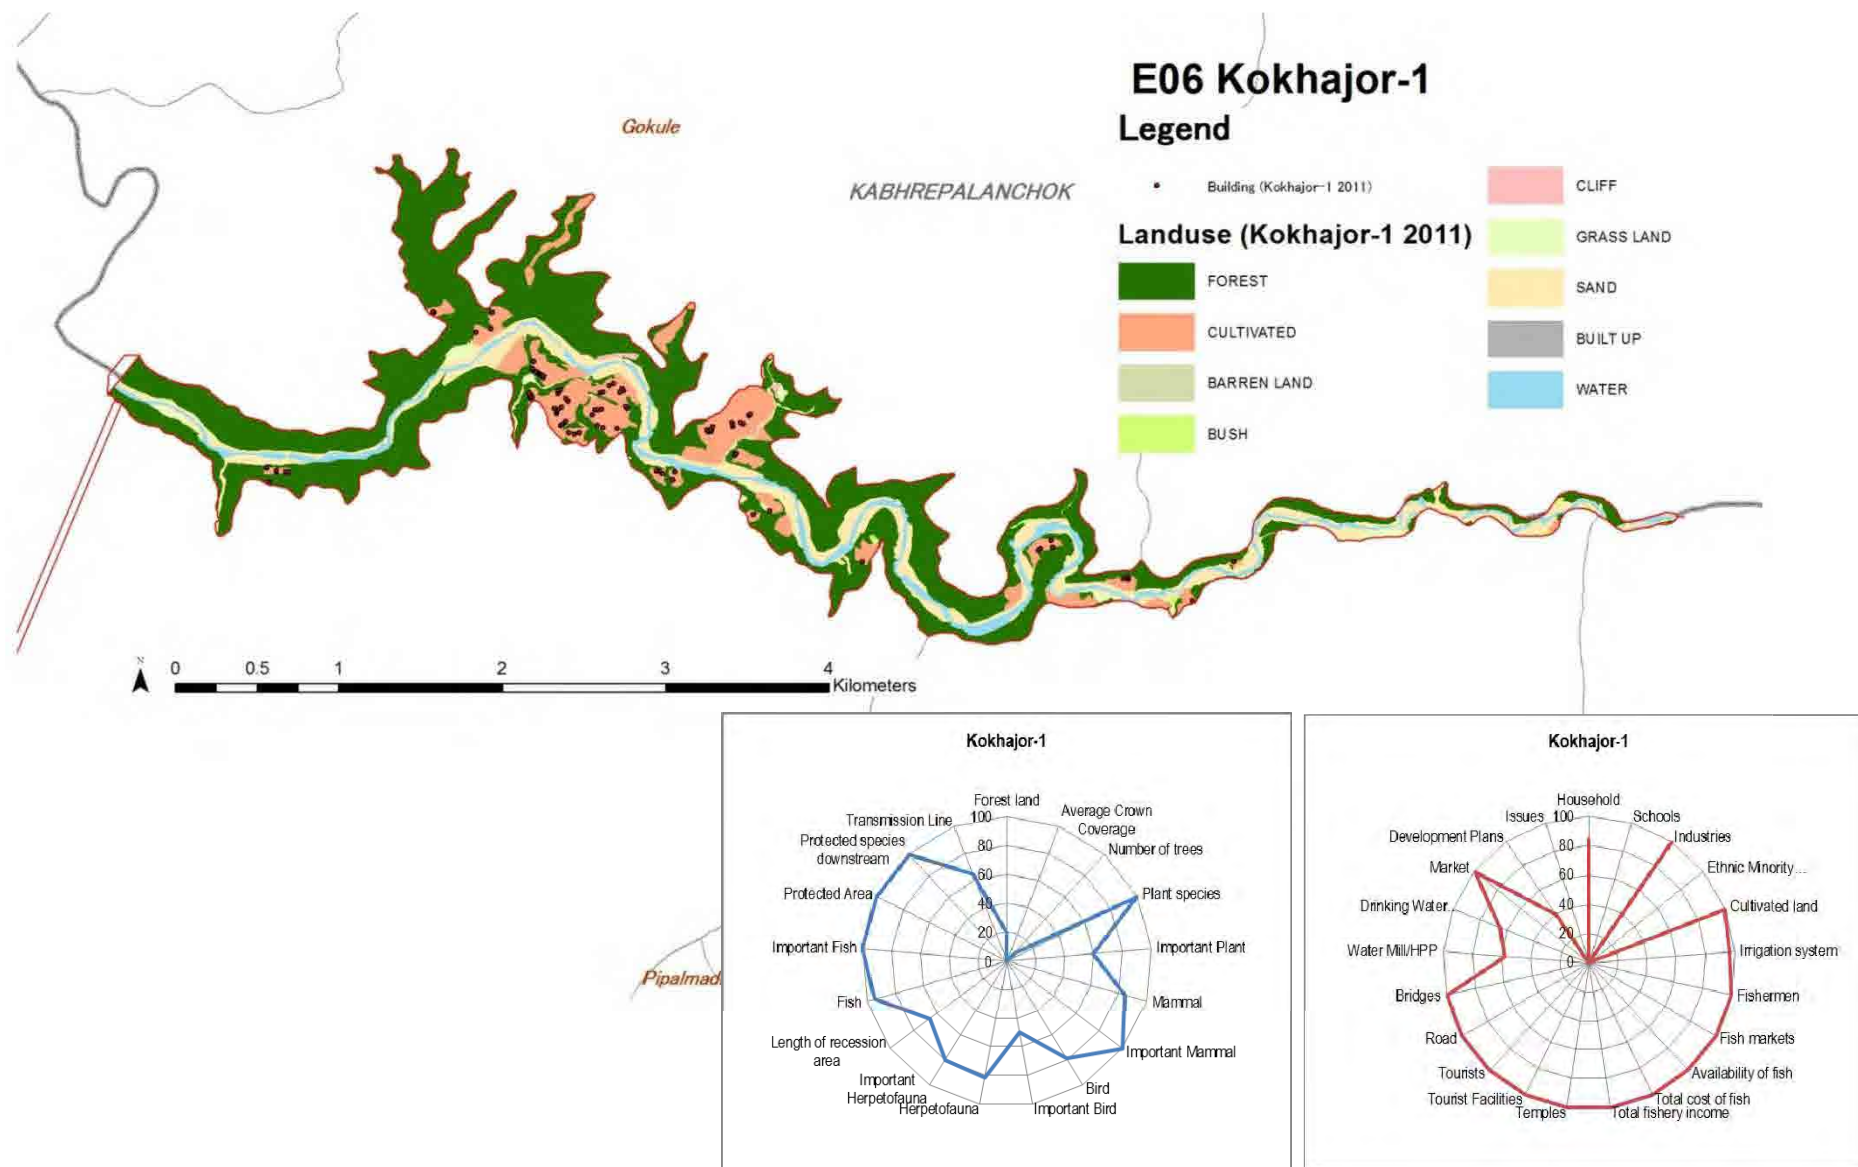 E06 Kokhajor-1
Legend
Building (Kokhajor-1 2011)
Landuse (Kokhajor-1 2011)
FOREST
CULTIVATED
BARREN LAND
BUSH
CLIFF
GRASS LAND
SAND
BUILT UP
WATER
Gokule
KABHREPALANCHOK
N
0 0.5 1 2 3 4
Kilometers
Pipalmad
Kokhajor-1
Forest land
Average Crown
Coverage
Number of trees
Plant species
Important Plant
Mammal
Important Mammal
Bird
Important Bird
Herpetofauna
Important
Herpetofauna
Length of recession
area
Fish
Important Fish
Protected Area
Protected species
downstream
Transmission Line
100
80
60
40
20
0
Kokhajor-1
Household
Schools
Industries
Ethnic Minority...
Cultivated land
Irrigation system
Fishermen
Fish markets
Availability of fish
Total cost of fish
Total fishery income
Temples
Tourist Facilities
Tourists
Road
Bridges
Water Mill/HPP
Drinking Water...
Market
Development Plans
Issues
100
80
60
40
20
0